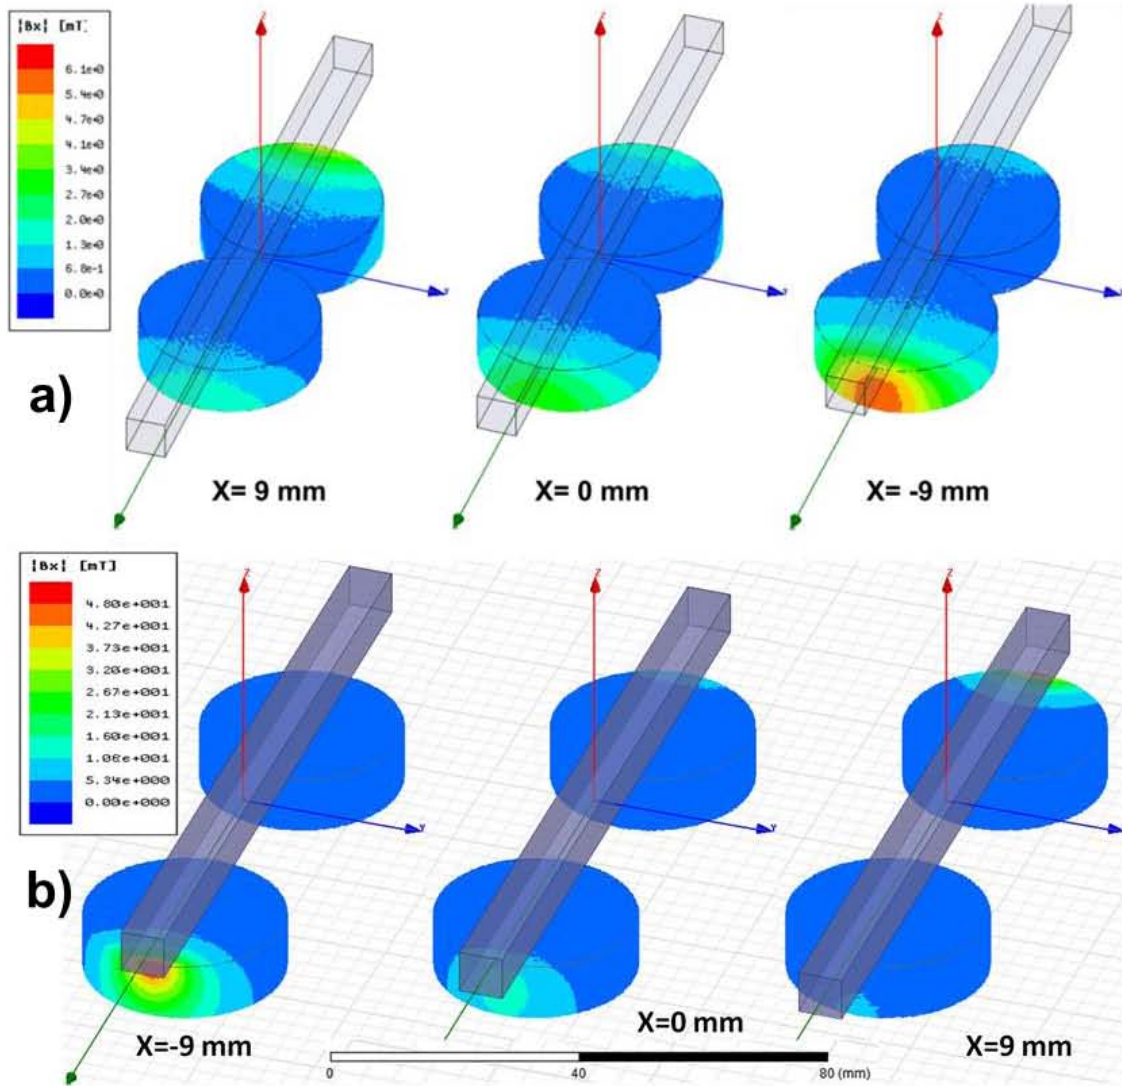 |Bx| [mT]
6.1e+0
5.4e+0
4.7e+0
4.1e+0
3.4e+0
2.7e+0
2.0e+0
1.3e+0
6.8e-1
0.0e+0
Z
Z
Z
Y
Y
a)
X= 9 mm
X= 0 mm
X= -9 mm
|Bx| [mT]
4.80e+001
4.27e+001
3.73e+001
3.20e+001
2.67e+001
2.13e+001
1.60e+001
5.34e+000
0.00e+000
Z
Z
Z
Y
Y
Y
b)
X=-9 mm
X=0 mm
X=9 mm
0
40
80 (mm)